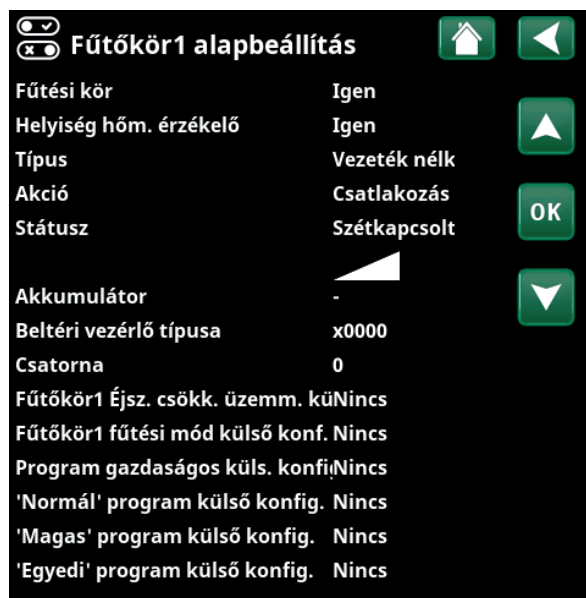 Fűtőkör1 alapbeállítás
Fűtési kör Igen
Helyiség hőm. érzékelő Igen
Típus Vezeték nélk
Akció Csatlakozás
Státusz Szétkapcsolt
OK
Akkumulátor -
Beltéri vezérlő típusa x0000
Csatorna 0
Fűtőkör1 Éjsz. csökk. üzemm. kü Nincs
Fűtőkör1 fűtési mód külső konf. Nincs
Program gazdaságos küls. konfi Nincs
'Normál' program külső konfig. Nincs
'Magas' program külső konfig. Nincs
'Egyedi' program külső konfig. Nincs